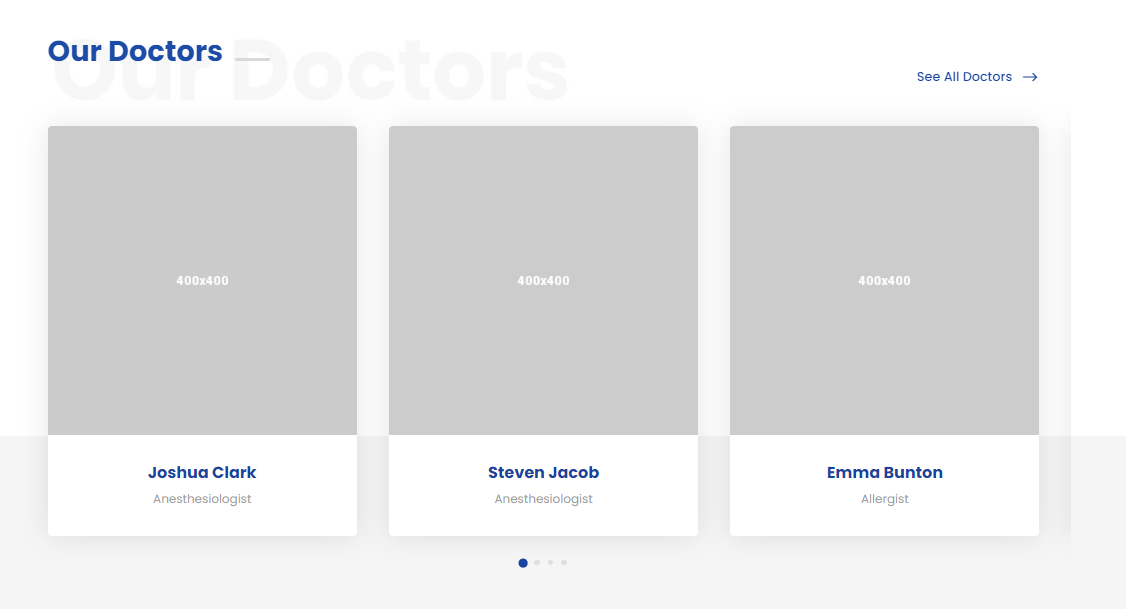 Our Doctors
Our Doctors
See All Doctors
400x400
400x400
400x400
Joshua Clark
Anesthesiologist
Steven Jacob
Anesthesiologist
Emma Bunton
Allergist